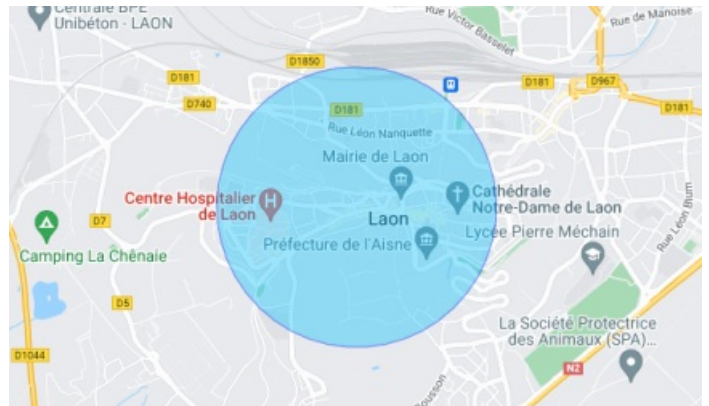 Centrale BPE
Unibéton - LAON
Rue Victor Basselet
Rue de Manoise
D1850
D181
D181
D967
D740
D181
D181
Rue Léon Nanquette
Mairie de Laon
Centre Hospitalier
de Laon
Cathédrale
Notre-Dame de Laon
D7
Laon
Rue Léon Blum
Lycée Pierre Méchain
Préfecture de l'Aisne
Camping La Chênaie
D5
La Société Protectrice
des Animaux (SPA)...
D1044
N2